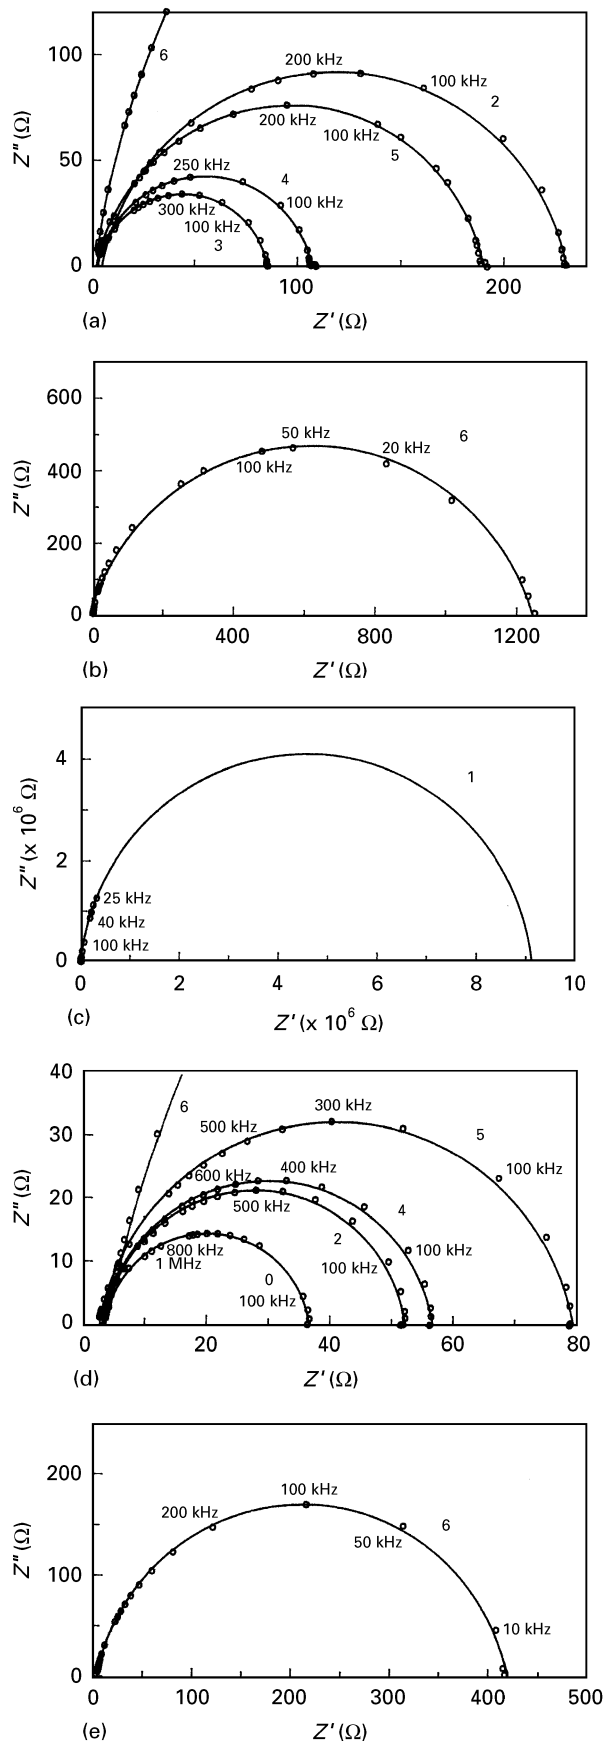 100
50
0
Z" (Ω)
6
200 kHz
100 kHz
2
200 kHz
100 kHz
5
250 kHz
4
100 kHz
300 kHz
100 kHz
3
0
100
200
(a)
Z' (Ω)
600
400
200
0
Z" (Ω)
50 kHz
6
20 kHz
100 kHz
0
400
800
1200
(b)
Z' (Ω)
4
2
0
Z" (x 10⁶ Ω)
1
25 kHz
40 kHz
100 kHz
0
2
4
6
8
10
(c)
Z' (x 10⁶ Ω)
40
30
20
10
0
Z" (Ω)
6
300 kHz
500 kHz
5
100 kHz
600 kHz
400 kHz
500 kHz
4
2
100 kHz
800 kHz
1 MHz
100 kHz
0
100 kHz
0
20
40
60
80
(d)
Z' (Ω)
200
100
0
Z" (Ω)
100 kHz
200 kHz
6
50 kHz
10 kHz
0
100
200
300
400
500
(e)
Z' (Ω)